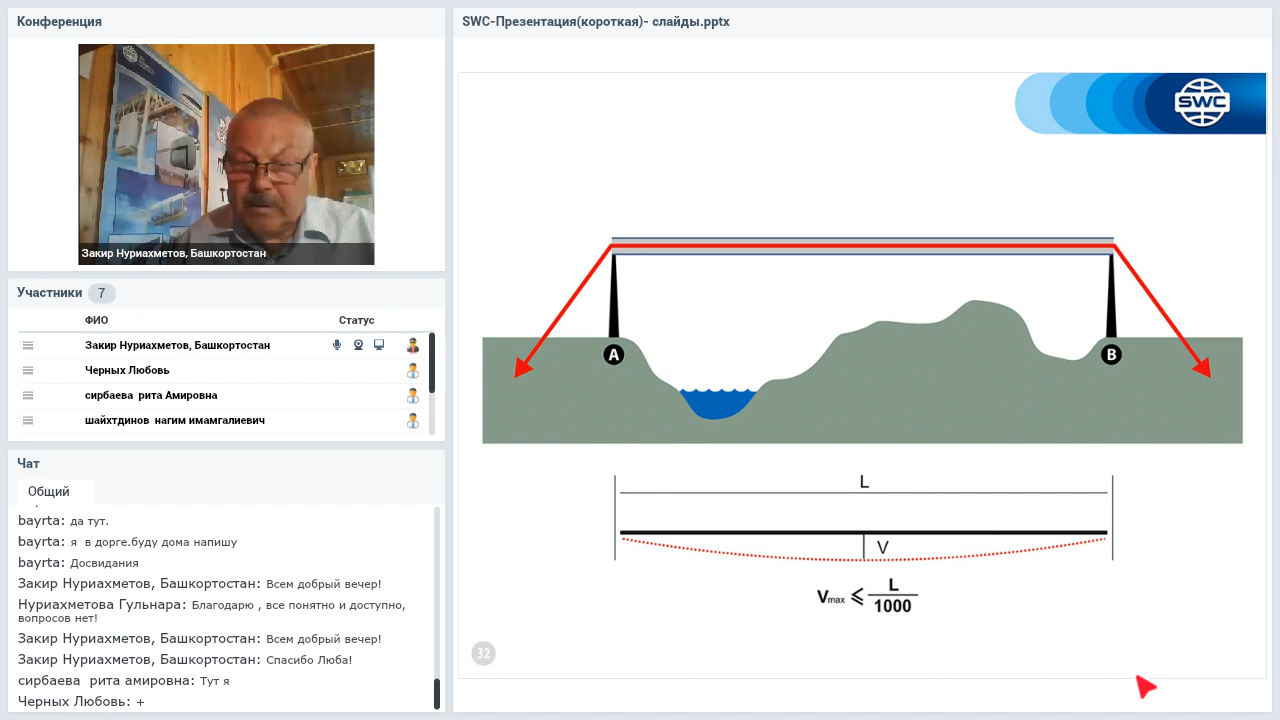 Конференция
Закир Нуриахметов, Башкортостан
Участники 7
ФИО Статус
Закир Нуриахметов, Башкортостан
Черных Любовь
сирбаева рита Амировна
шайхтдинов нагим имамгалиевич
Чат
Общий
bayrta: да тут.
bayrta: я в дорге.буду дома напишу
bayrta: Досвидания
Закир Нуриахметов, Башкортостан: Всем добрый вечер!
Нуриахметова Гульнара: Благодарю , все понятно и доступно,
вопросов нет!
Закир Нуриахметов, Башкортостан: Всем добрый вечер!
Закир Нуриахметов, Башкортостан: Спасибо Люба!
сирбаева рита амировна: Тут я
Черных Любовь: +
SWC-Презентация(короткая)- слайды.pptx
SWC
A
B
L
V
Vmax ⩽ L
1000
32